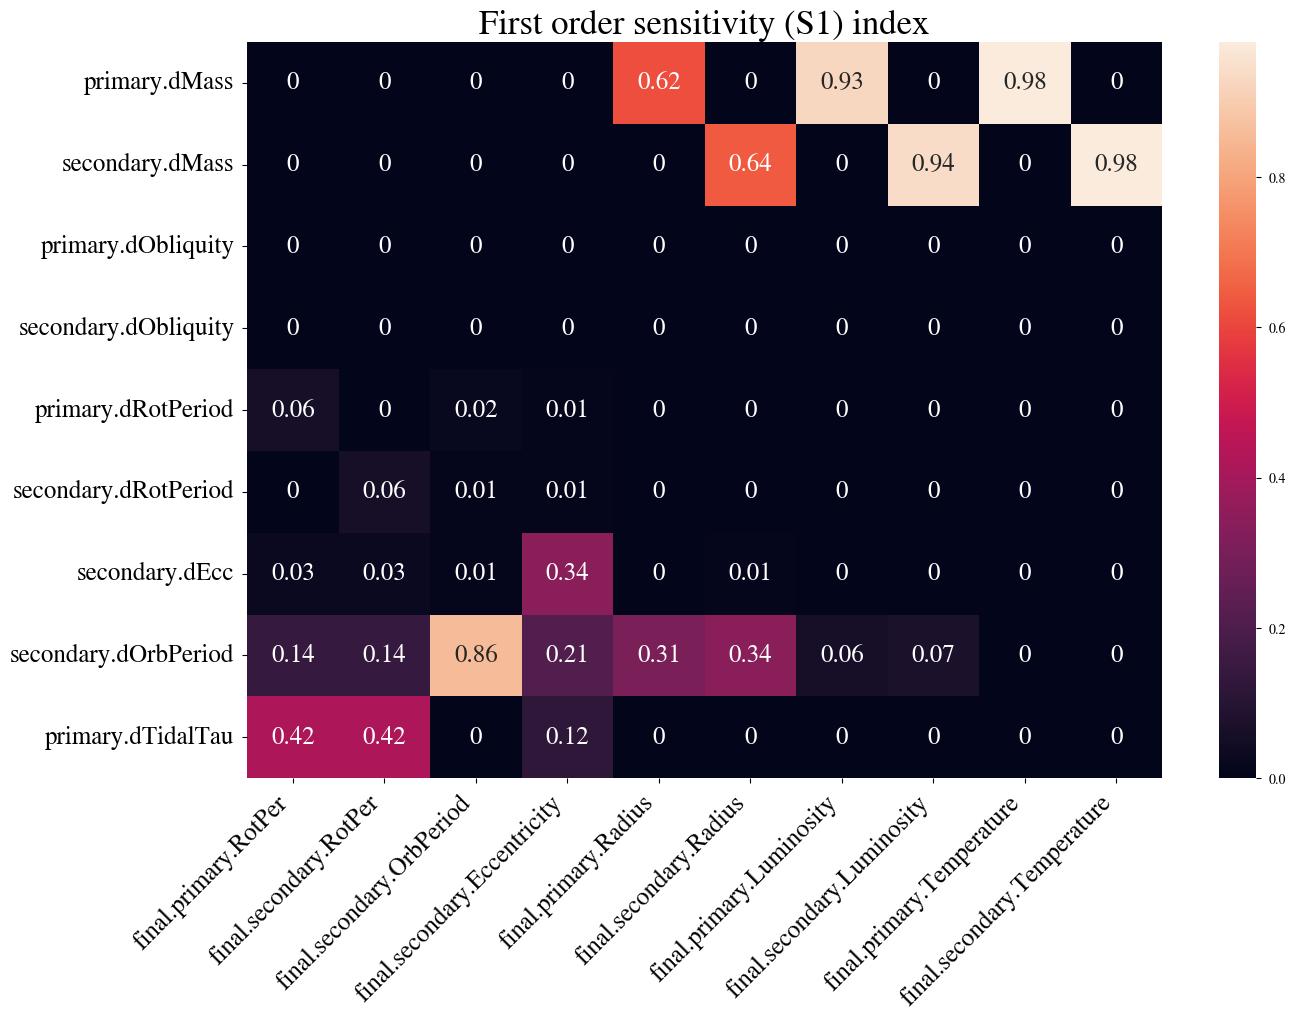 First order sensitivity (S1) index
primary.dMass 0 0 0 0 0.62 0 0.93 0 0.98 0
secondary.dMass 0 0 0 0 0 0.64 0 0.94 0 0.98
primary.dObliquity 0 0 0 0 0 0 0 0 0 0
secondary.dObliquity 0 0 0 0 0 0 0 0 0 0
primary.dRotPeriod 0.06 0 0.02 0.01 0 0 0 0 0 0
secondary.dRotPeriod 0 0.06 0.01 0.01 0 0 0 0 0 0
secondary.dEcc 0.03 0.03 0.01 0.34 0 0.01 0 0 0 0
secondary.dOrbPeriod 0.14 0.14 0.86 0.21 0.31 0.34 0.06 0.07 0 0
primary.dTidalTau 0.42 0.42 0 0.12 0 0 0 0 0 0
final.primary.RotPer
final.secondary.RotPer
final.secondary.OrbPeriod
final.secondary.Eccentricity
final.primary.Radius
final.secondary.Radius
final.primary.Luminosity
final.secondary.Luminosity
final.primary.Temperature
final.secondary.Temperature
0.8
0.6
0.4
0.2
0.0